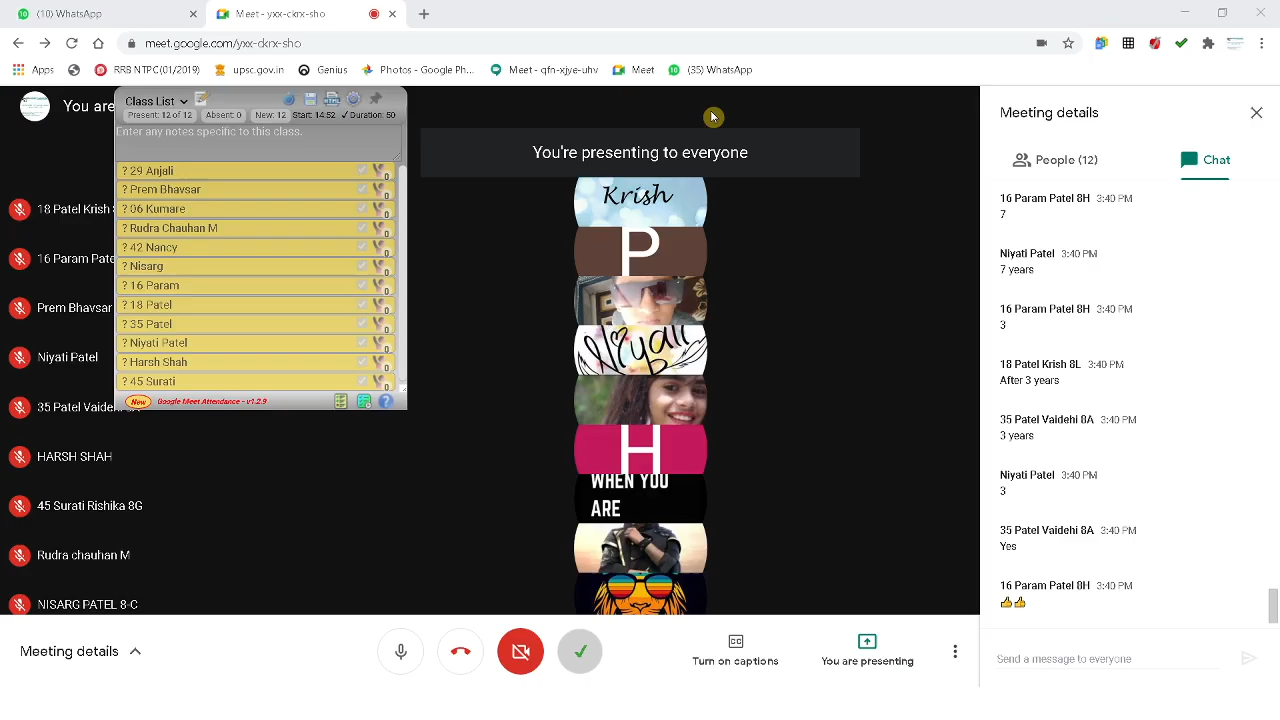 (10) WhatsApp
Meet - yxx-ckrx-sho
meet.google.com/yxx-ckrx-sho
Apps
RRB NTPC(01/2019)
upsc.gov.in
Genius
Photos - Google Ph...
Meet - qfn-xjye-uhv
Meet
(35) WhatsApp
You are
Class List
Present: 12 of 12 Absent: 0 New: 12 Start: 14:52 ✓Duration: 50
Enter any notes specific to this class.
? 29 Anjali
? Prem Bhavsar
? 06 Kumare
? Rudra Chauhan M
? 42 Nancy
? Nisarg
? 16 Param
? 18 Patel
? 35 Patel
? Niyati Patel
? Harsh Shah
? 45 Surati
New Google Meet Attendance - v1.2.9
18 Patel Krish
16 Param Pate
Prem Bhavsar
Niyati Patel
35 Patel Vaide
HARSH SHAH
45 Surati Rishika 8G
Rudra chauhan M
NISARG PATEL 8-C
You're presenting to everyone
Krish
P
Niyati
H
WHEN YOU
ARE
Meeting details
People (12)
Chat
16 Param Patel 8H 3:40 PM
7
Niyati Patel 3:40 PM
7 years
16 Param Patel 8H 3:40 PM
3
18 Patel Krish 8L 3:40 PM
After 3 years
35 Patel Vaidehi 8A 3:40 PM
3 years
Niyati Patel 3:40 PM
3
35 Patel Vaidehi 8A 3:40 PM
Yes
16 Param Patel 8H 3:40 PM
👍👍
Send a message to everyone
Meeting details
Turn on captions
You are presenting